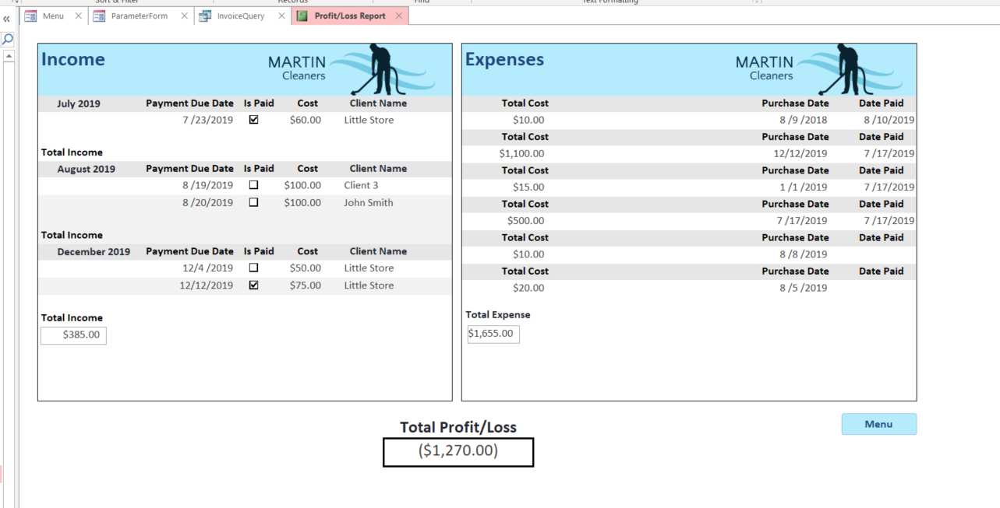 Sort & Filter Records Find Text Formatting
Menu ParameterForm InvoiceQuery Profit/Loss Report
Income
MARTIN
Cleaners
July 2019 Payment Due Date Is Paid Cost Client Name
7 /23/2019 $60.00 Little Store
Total Income
August 2019 Payment Due Date Is Paid Cost Client Name
8 /19/2019 $100.00 Client 3
8 /20/2019 $100.00 John Smith
Total Income
December 2019 Payment Due Date Is Paid Cost Client Name
12/4 /2019 $50.00 Little Store
12/12/2019 $75.00 Little Store
Total Income
$385.00
Expenses
MARTIN
Cleaners
Total Cost Purchase Date Date Paid
$10.00 8 /9 /2018 8 /10/2019
Total Cost Purchase Date Date Paid
$1,100.00 12/12/2019 7 /17/2019
Total Cost Purchase Date Date Paid
$15.00 1 /1 /2019 7 /17/2019
Total Cost Purchase Date Date Paid
$500.00 7 /17/2019 7 /17/2019
Total Cost Purchase Date Date Paid
$10.00 8 /8 /2019
Total Cost Purchase Date Date Paid
$20.00 8 /5 /2019
Total Expense
$1,655.00
Total Profit/Loss
($1,270.00)
Menu